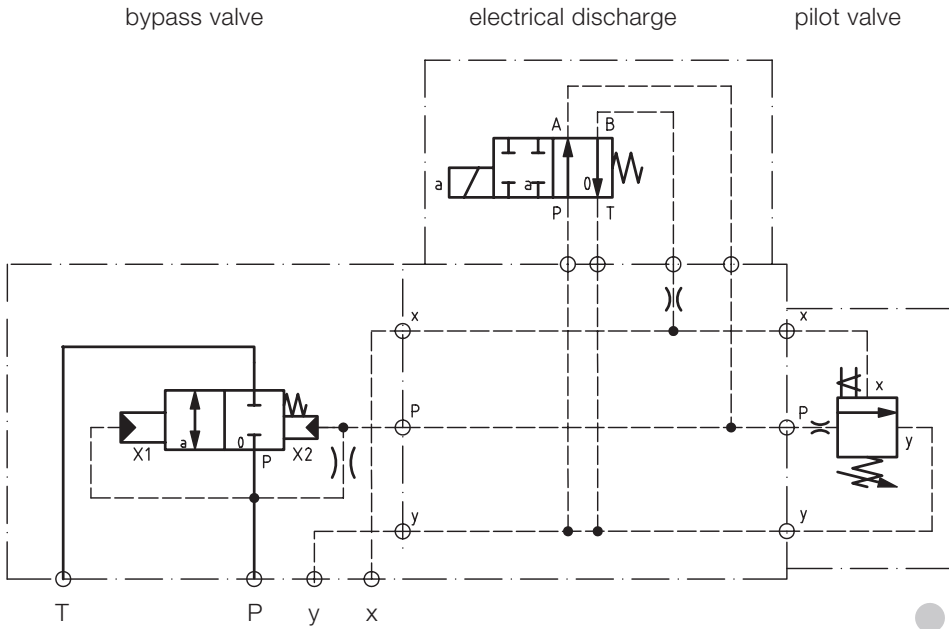 bypass valve electrical discharge pilot valve
A B
a a 0
P T
x x
x
P P
a 0 y
X1 P X2
y y
T P y x